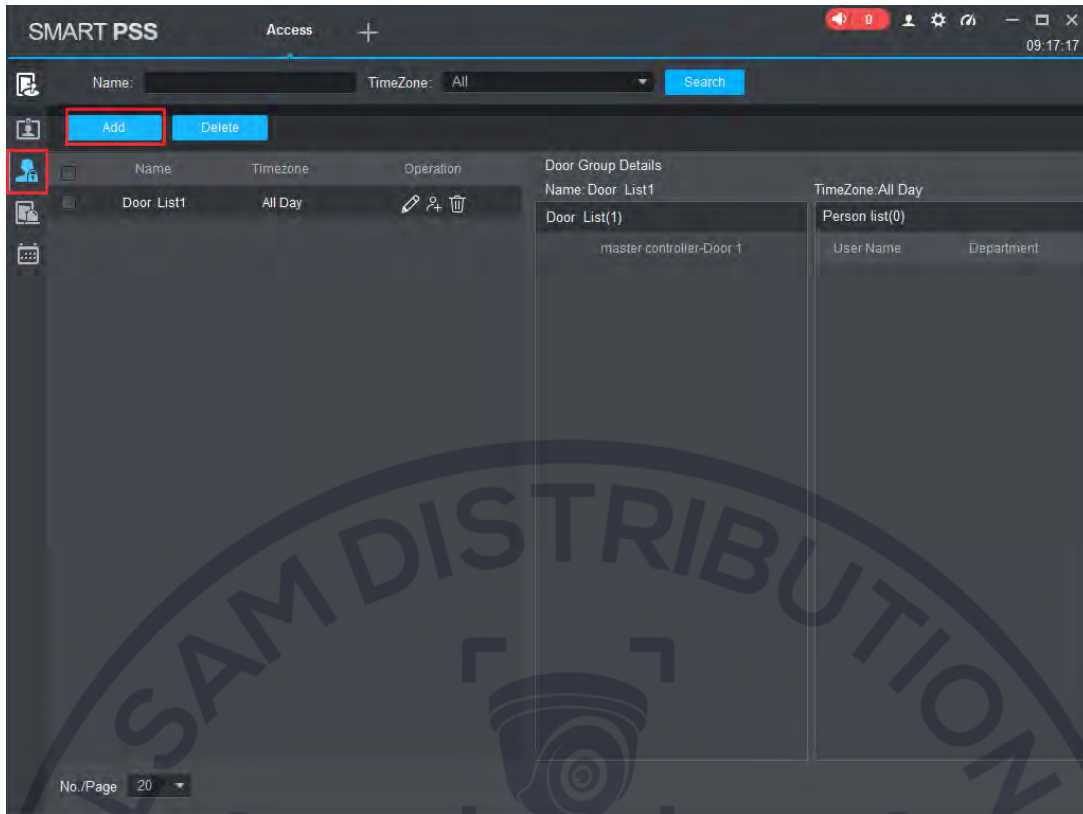 SMART PSS Access 0
09:17:17
Name: TimeZone: All Search
Add Delete
Name Timezone Operation
Door List1 All Day
Door Group Details
Name:Door List1 TimeZone:All Day
Door List(1) Person list(0)
master controller-Door 1 User Name Department
No./Page 20
SAM DISTRIBUTION